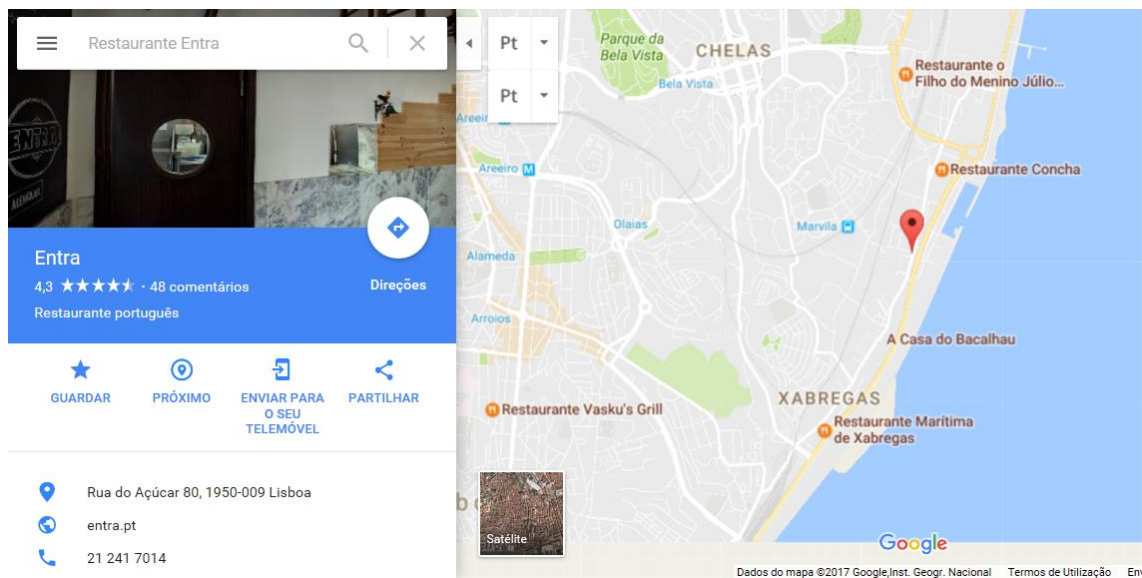 Restaurante Entra
ENTRA
Entra
4,3 · 48 comentários
Restaurante português
Direções
GUARDAR
PRÓXIMO
ENVIAR PARA
O SEU
TELEMÓVEL
PARTILHAR
Rua do Açúcar 80, 1950-009 Lisboa
entra.pt
21 241 7014
Pt
Pt
Parque da
Bela Vista
CHELAS
Bela Vista
Restaurante o
Filho do Menino Júlio...
Areeiro M
Restaurante Concha
Olaias
Marvila
Alameda
Arroios
A Casa do Bacalhau
XABREGAS
Restaurante Vasku's Grill
Restaurante Marítima
de Xabregas
Satélite
Google
Dados do mapa ©2017 Google,Inst. Geogr. Nacional Termos de Utilização